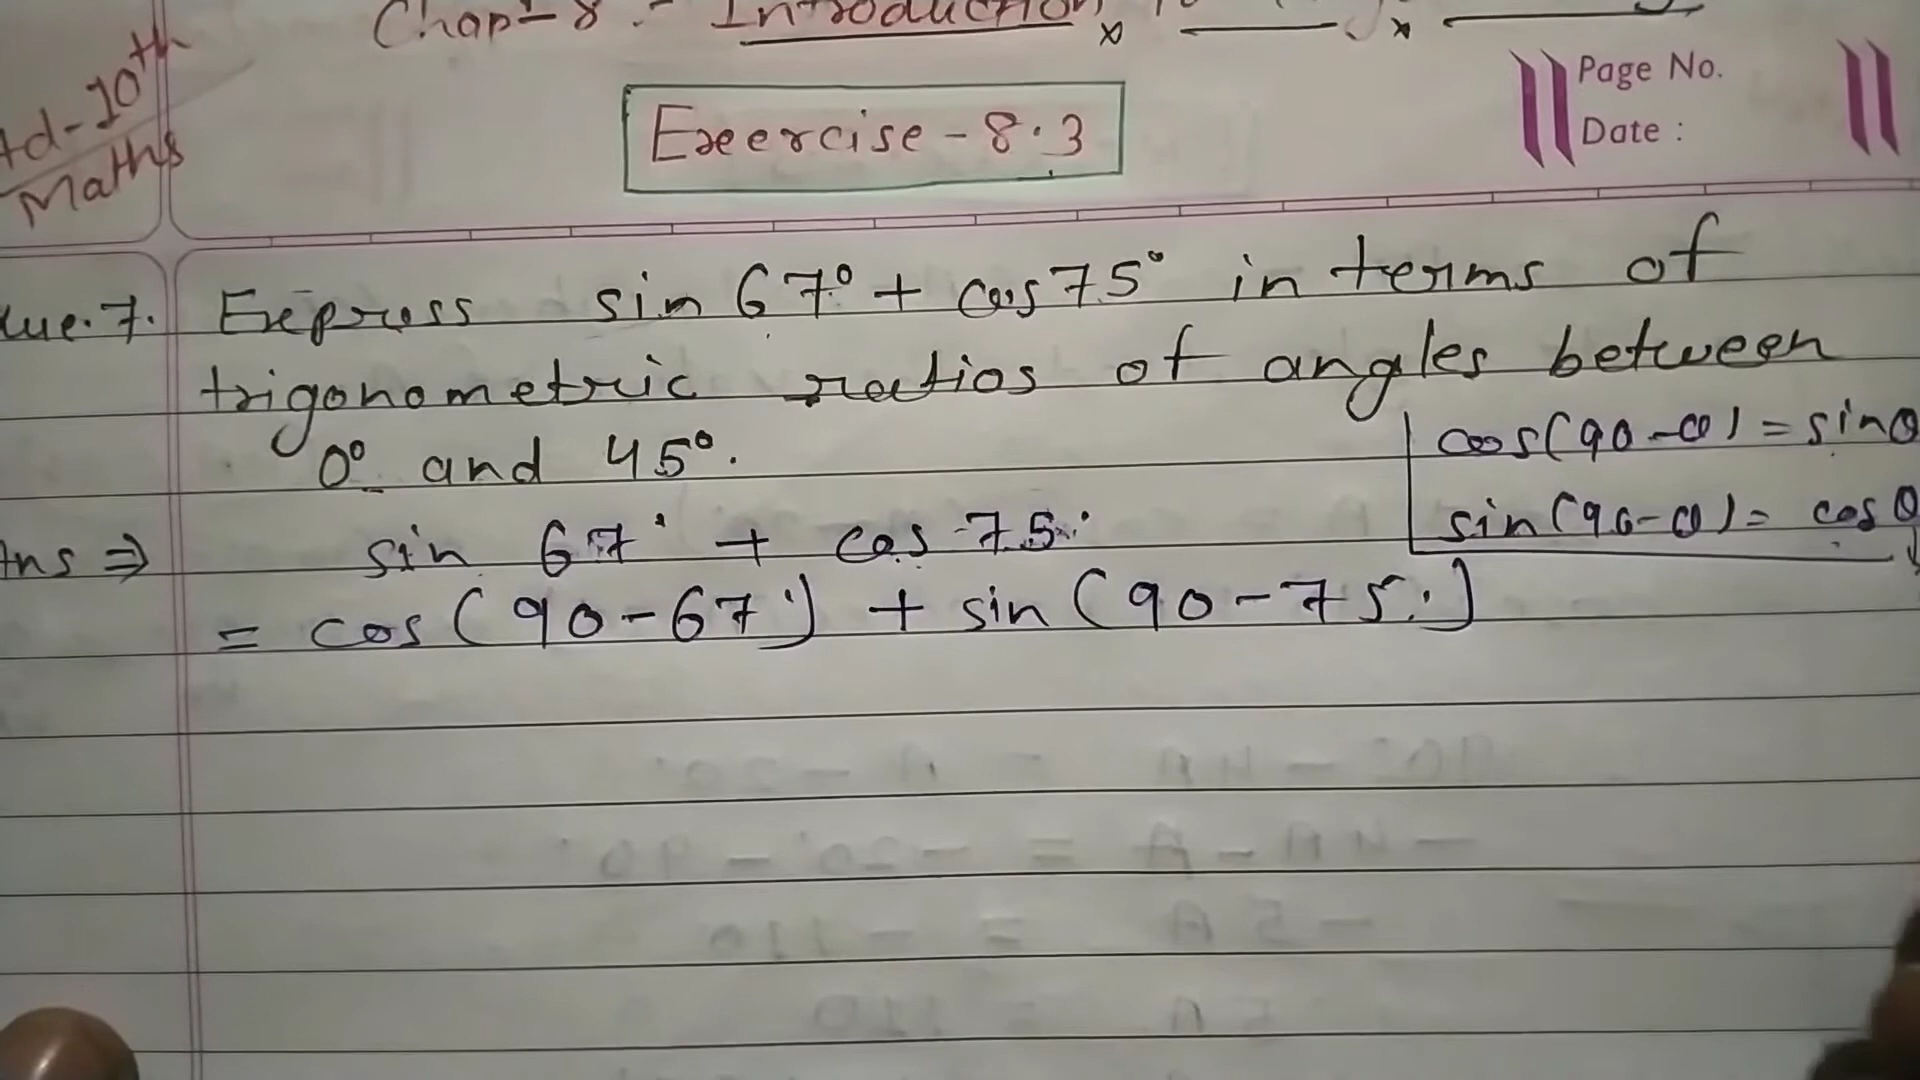 Chap-8 :- Introduction
td-10th
Maths
Exercise - 8.3
Page No.
Date :
Que.7. Express sin 67° + cos 75° in terms of
trigonometric ratios of angles between
0° and 45°.
cos(90-θ) = sinθ
sin(90-θ) = cosθ
Ans ⇒ sin 67° + cos 75°
= cos(90-67°) + sin(90-75°)